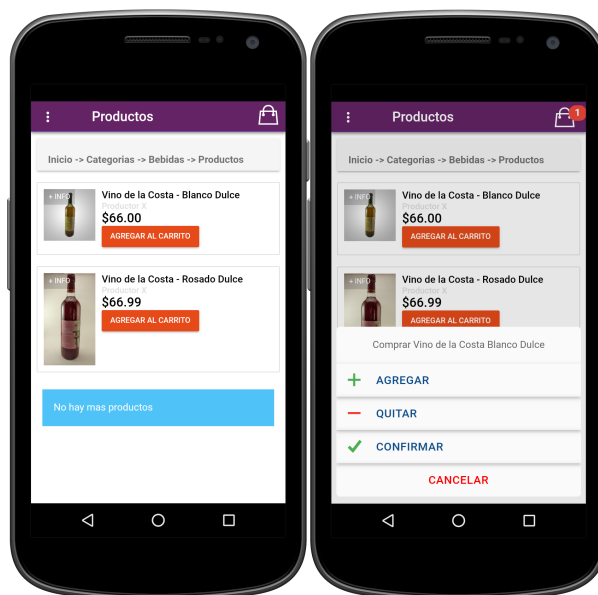 Productos
Inicio -> Categorias -> Bebidas -> Productos
+ INFO
Vino de la Costa - Blanco Dulce
Productor X
$66.00
AGREGAR AL CARRITO
+ INFO
Vino de la Costa - Rosado Dulce
Productor X
$66.99
AGREGAR AL CARRITO
No hay mas productos
Productos
1
Inicio -> Categorias -> Bebidas -> Productos
+ INFO
Vino de la Costa - Blanco Dulce
Productor X
$66.00
AGREGAR AL CARRITO
+ INFO
Vino de la Costa - Rosado Dulce
Productor X
$66.99
AGREGAR AL CARRITO
Comprar Vino de la Costa Blanco Dulce
AGREGAR
QUITAR
CONFIRMAR
CANCELAR